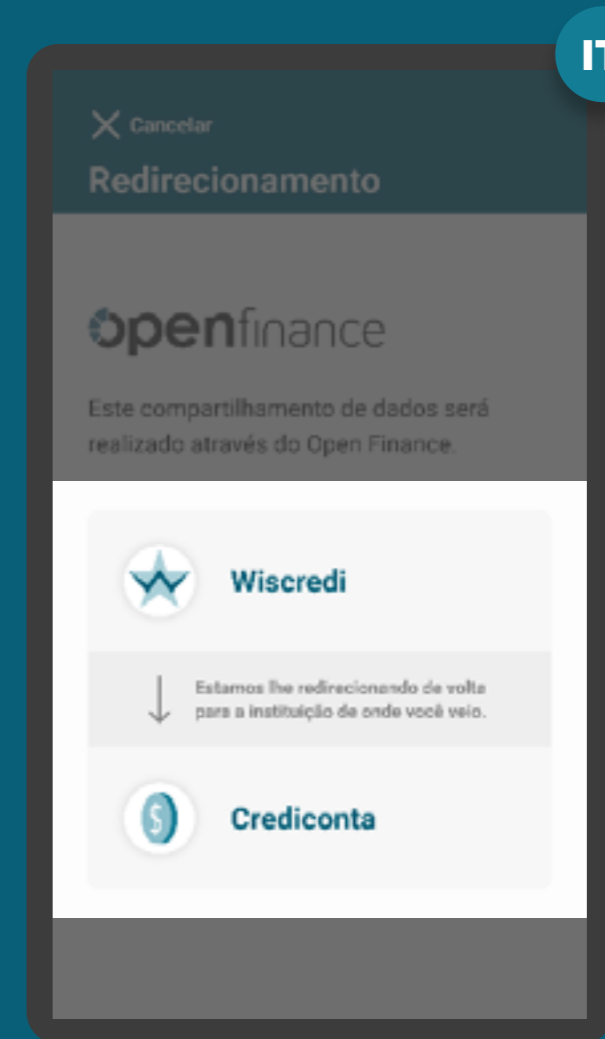 IT
Cancelar
Redirecionamento
openfinance
Este compartilhamento de dados será
realizado através do Open Finance.
Wiscredi
Estamos lhe redirecionando de volta
para a instituição de onde você veio.
$
Crediconta